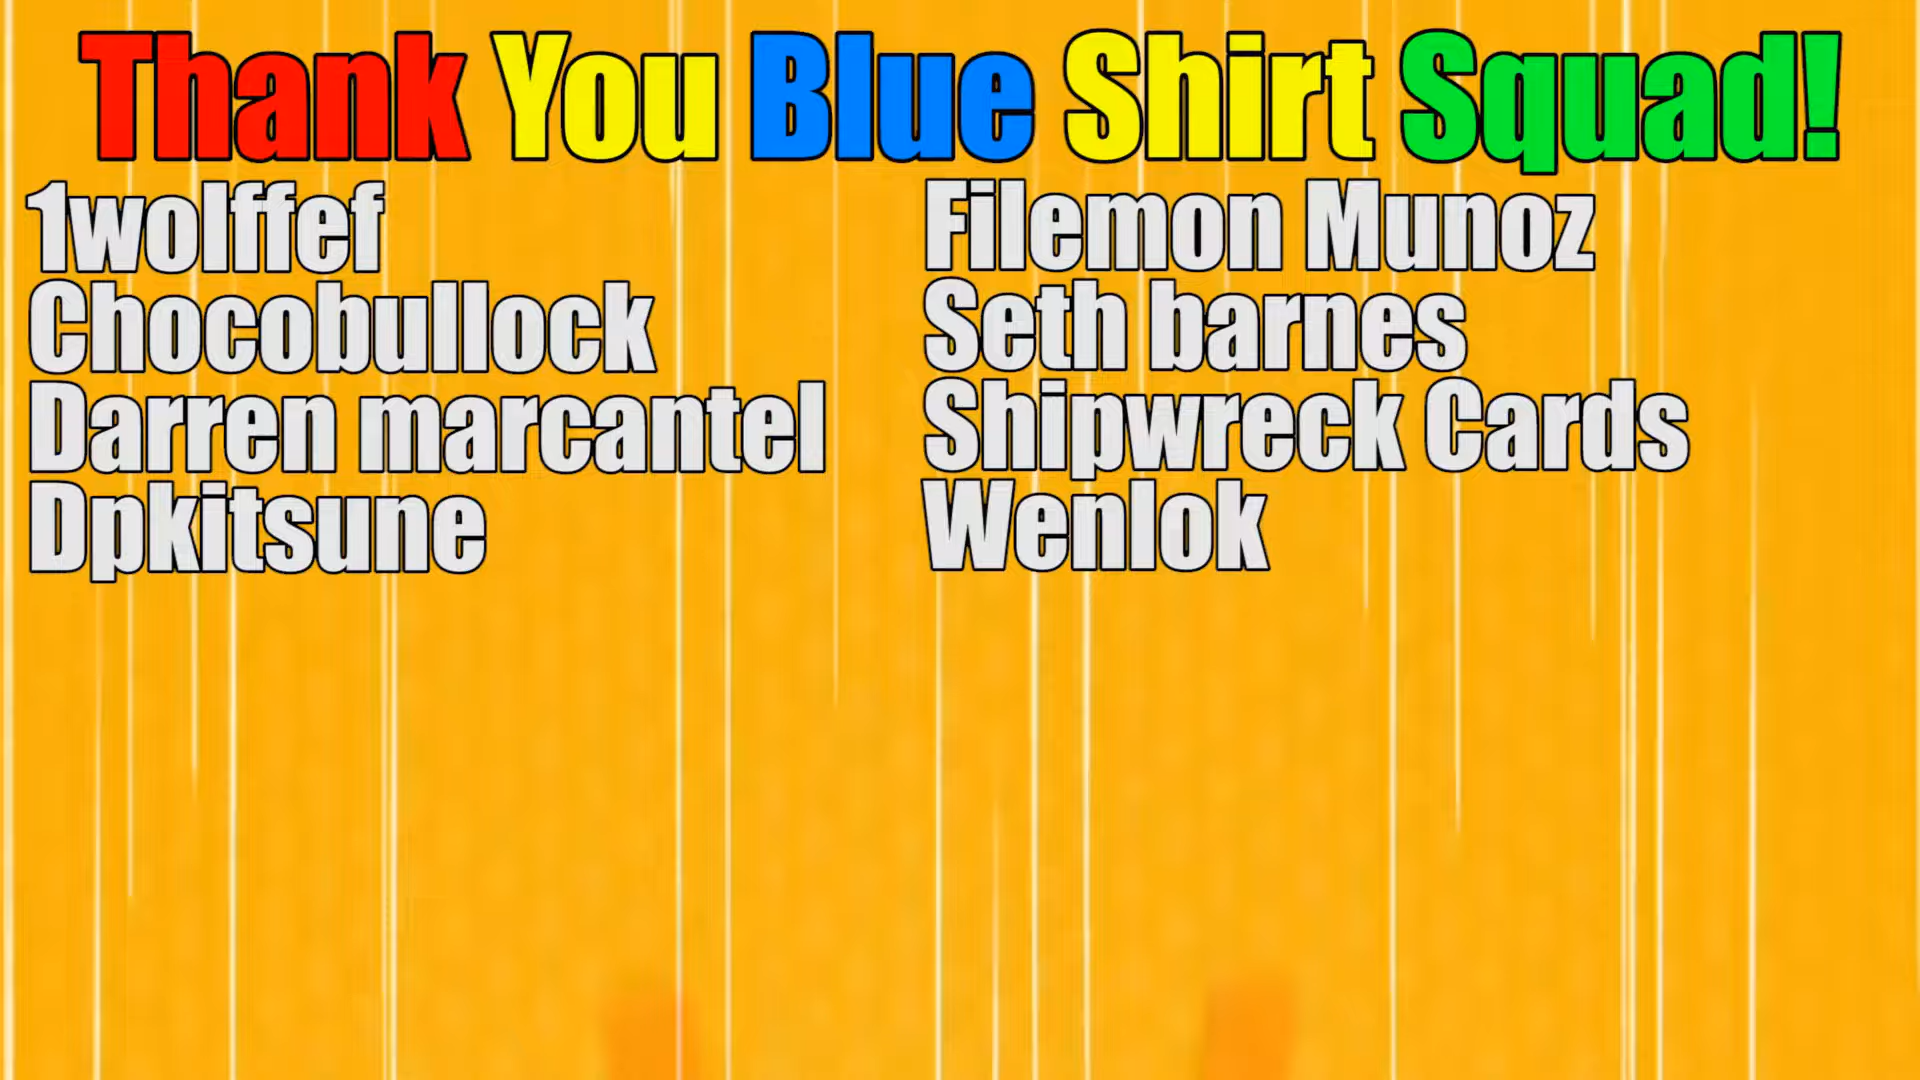 Thank You Blue Shirt Squad!
1wolffef
Chocobullock
Darren marcantel
Dpkitsune
Filemon Munoz
Seth barnes
Shipwreck Cards
Wenlok